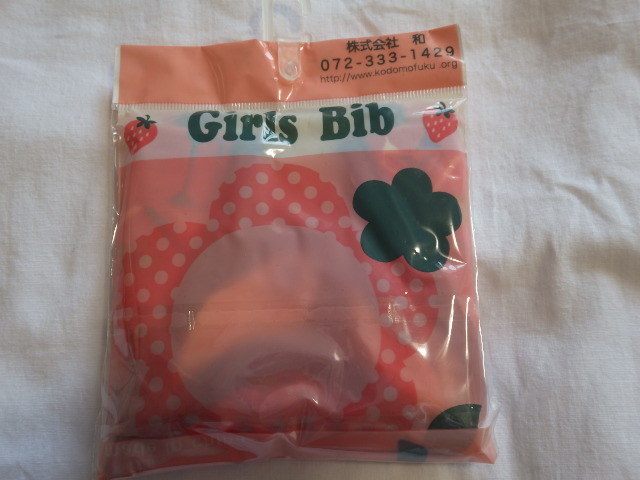 株式会社 和
072-333-1429
http://www.kodomofuku.org
Girls Bib